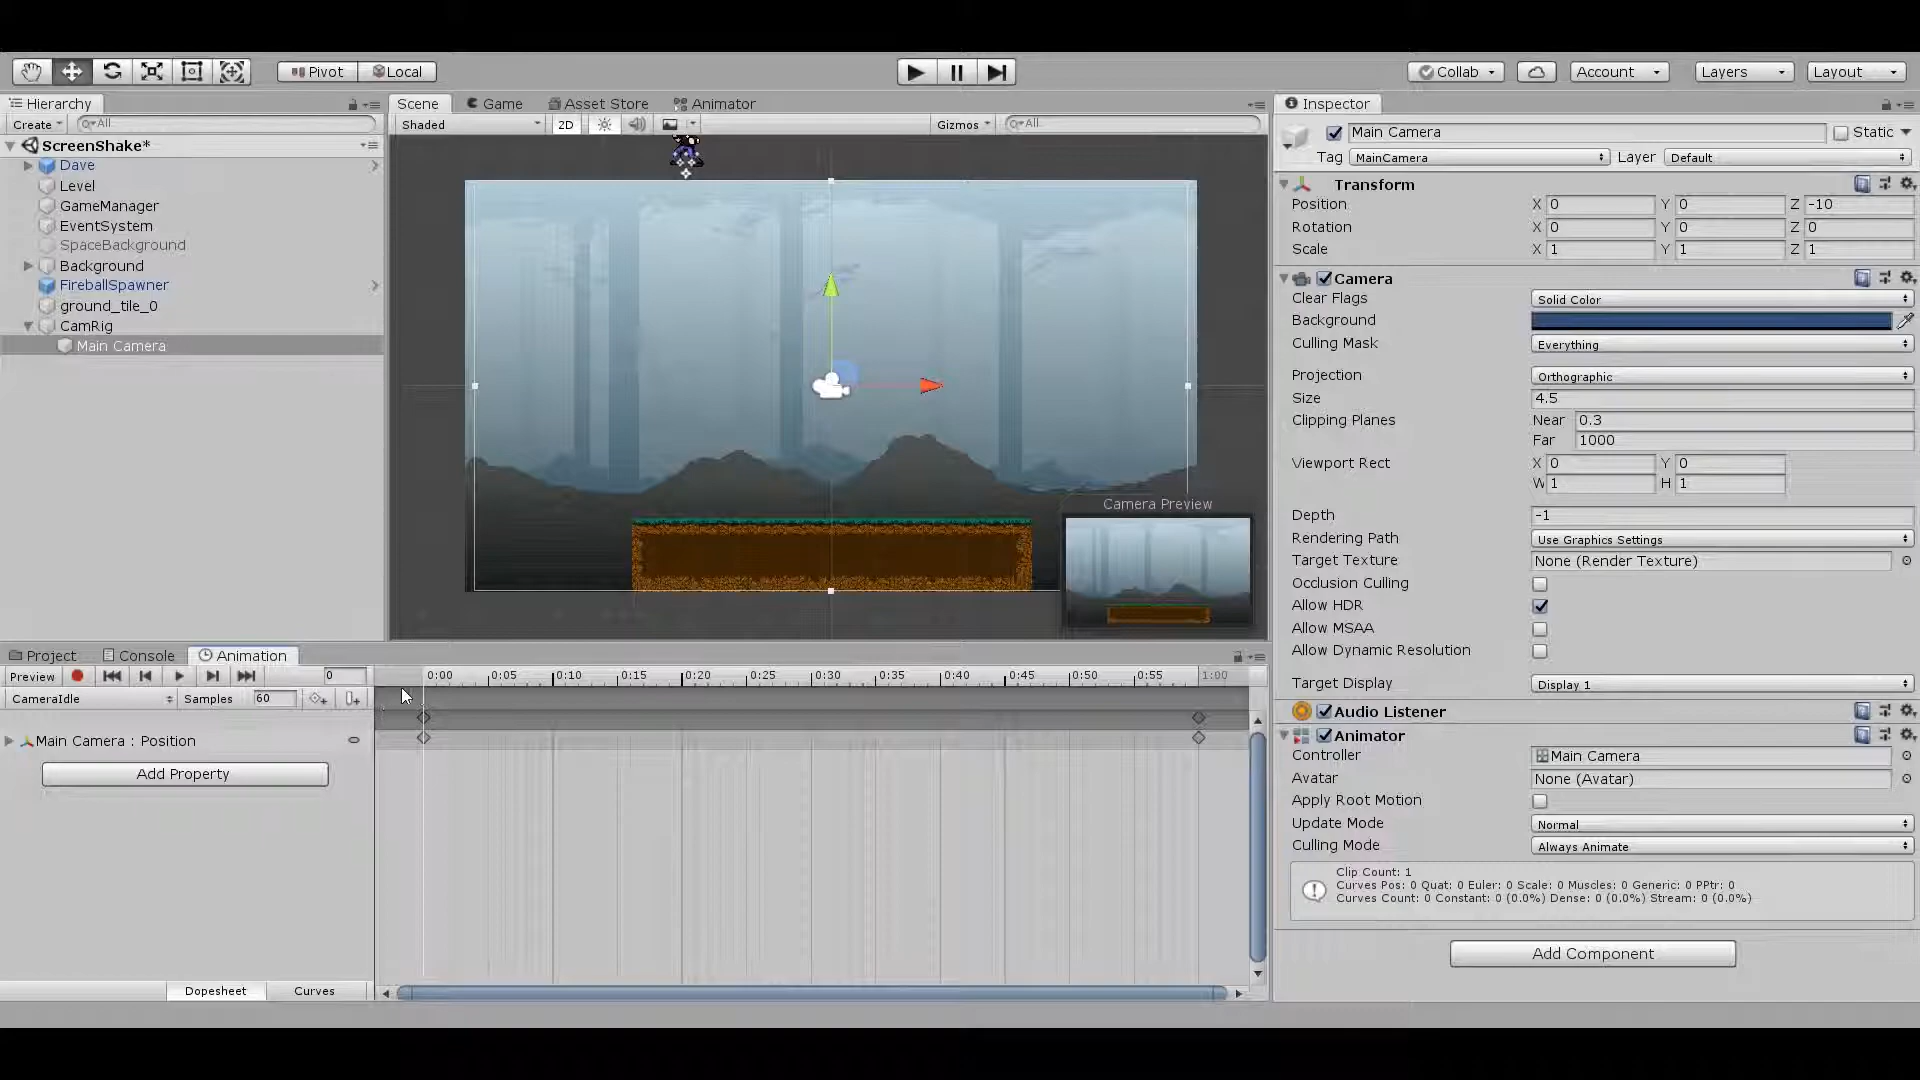 Pivot Local Collab Account Layers Layout
Hierarchy Scene Game Asset Store Animator Inspector
Create All Shaded 2D Gizmos All
ScreenShake*
Dave
Level
GameManager
EventSystem
SpaceBackground
Background
FireballSpawner
ground_tile_0
CamRig
Main Camera
Camera Preview
Main Camera Static
Tag MainCamera Layer Default
Transform
Position X 0 Y 0 Z -10
Rotation X 0 Y 0 Z 0
Scale X 1 Y 1 Z 1
Camera
Clear Flags Solid Color
Background
Culling Mask Everything
Projection Orthographic
Size 4.5
Clipping Planes Near 0.3
Far 1000
Viewport Rect X 0 Y 0
W 1 H 1
Depth -1
Rendering Path Use Graphics Settings
Target Texture None (Render Texture)
Occlusion Culling
Allow HDR
Allow MSAA
Allow Dynamic Resolution
Target Display Display 1
Audio Listener
Animator
Controller Main Camera
Avatar None (Avatar)
Apply Root Motion
Update Mode Normal
Culling Mode Always Animate
Clip Count: 1
Curves Pos: 0 Quat: 0 Euler: 0 Scale: 0 Muscles: 0 Generic: 0 PPtr: 0
Curves Count: 0 Constant: 0 (0.0%) Dense: 0 (0.0%) Stream: 0 (0.0%)
Add Component
Project Console Animation
Preview 0 0:00 0:05 0:10 0:15 0:20 0:25 0:30 0:35 0:40 0:45 0:50 0:55 1:00
CameraIdle Samples 60
Main Camera : Position
Add Property
Dopesheet Curves